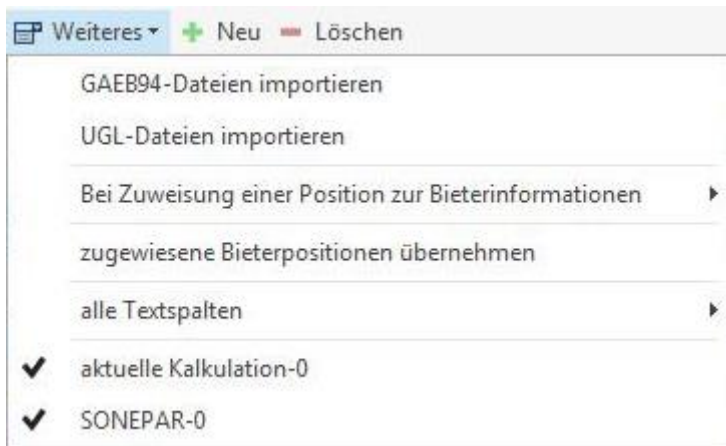 Weiteres Neu Löschen
GAEB94-Dateien importieren
UGL-Dateien importieren
Bei Zuweisung einer Position zur Bieterinformationen
zugewiesene Bieterpositionen übernehmen
alle Textspalten
aktuelle Kalkulation-0
SONEPAR-0